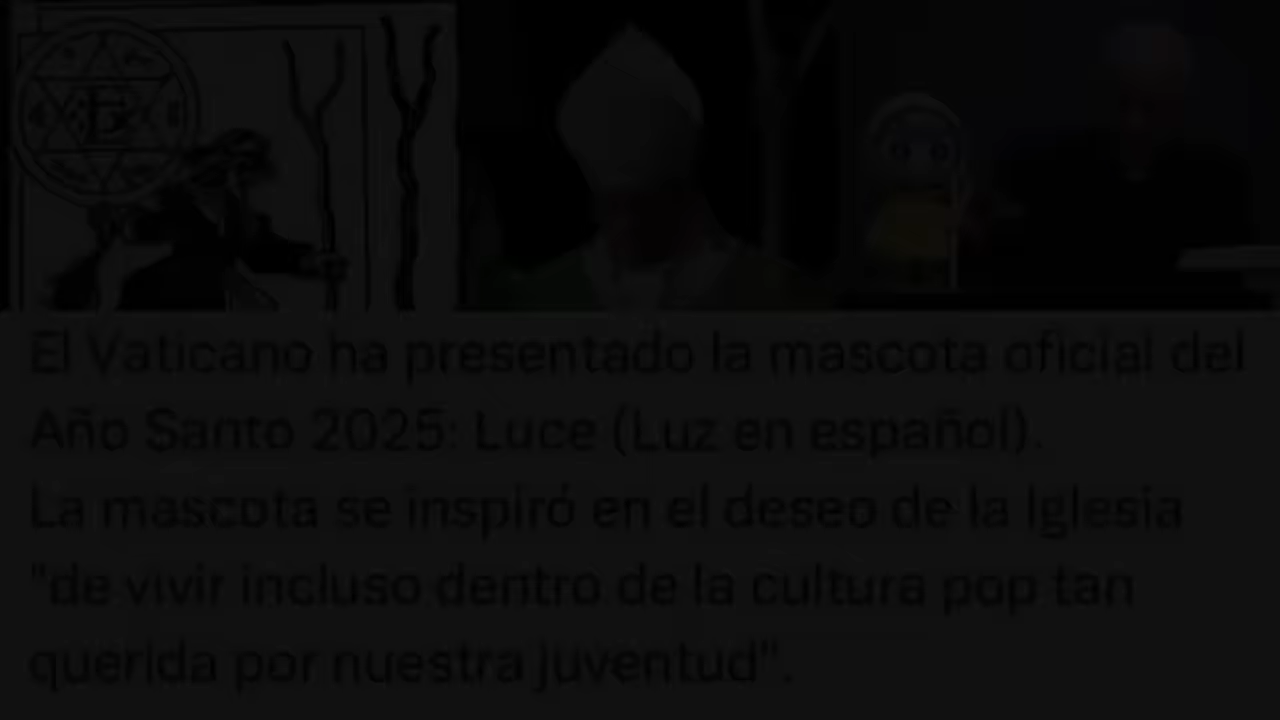 El Vaticano ha presentado la mascota oficial del
Año Santo 2025: Luce (Luz en español).
La mascota se inspiró en el deseo de la Iglesia
"de vivir incluso dentro de la cultura pop tan
querida por nuestra juventud".